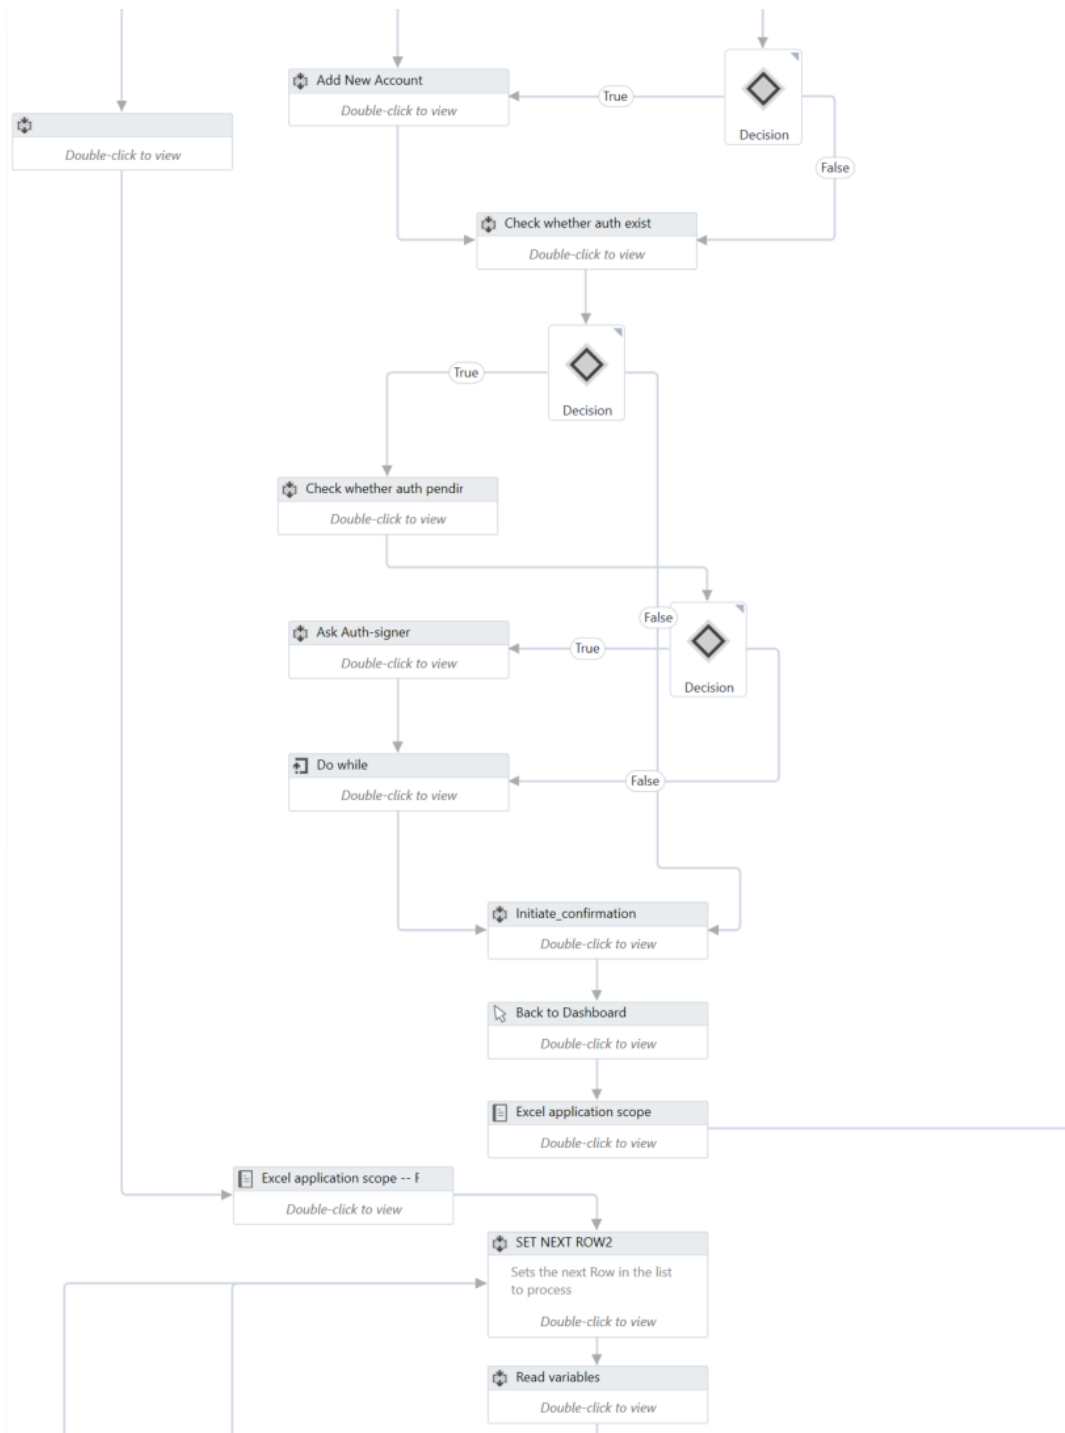 Add New Account
Double-click to view
True
Decision
False
Double-click to view
Check whether auth exist
Double-click to view
True
Decision
Check whether auth pendir
Double-click to view
False
Ask Auth-signer
Double-click to view
True
Decision
Do while
Double-click to view
False
Initiate_confirmation
Double-click to view
Back to Dashboard
Double-click to view
Excel application scope
Double-click to view
Excel application scope -- F
Double-click to view
SET NEXT ROW2
Sets the next Row in the list
to process
Double-click to view
Read variables
Double-click to view